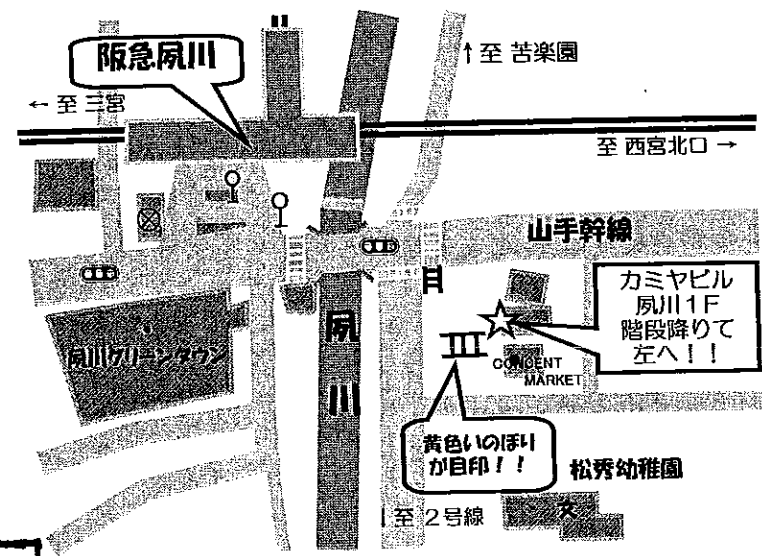 阪急夙川
↑至 苦楽園
← 至 三宮
至 西宮北口 →
山手幹線
カミヤビル
夙川1F
階段降りて
左へ!!
夙川グリーンタウン
夙川
CONCENT
MARKET
黄色いのぼり
が目印!!
松秀幼稚園
至 2号線
文